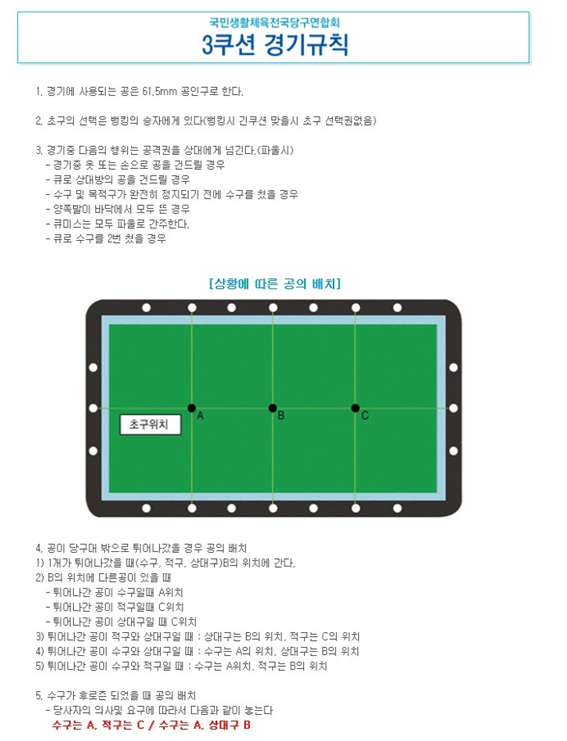 국민생활체육전국당구연합회
3쿠션 경기규칙
1. 경기에 사용되는 공은 61.5mm 공인구로 한다.
2. 초구의 선택은 뱅킹의 승자에게 있다(뱅킹시 긴쿠션 맞을시 초구 선택권없음)
3. 경기중 다음의 행위는 공격권을 상대에게 넘긴다.(파울시)
- 경기중 옷 또는 손으로 공을 건드릴 경우
- 큐로 상대방의 공을 건드릴 경우
- 수구 및 목적구가 완전히 정지되기 전에 수구를 쳤을 경우
- 양쪽발이 바닥에서 모두 뜬 경우
- 큐미스는 모두 파울로 간주한다.
- 큐로 수구를 2번 쳤을 경우
[상황에 따른 공의 배치]
A B C
초구위치
4. 공이 당구대 밖으로 튀어나갔을 경우 공의 배치
1) 1개가 튀어나갔을 때(수구, 적구, 상대구)B의 위치에 간다.
2) B의 위치에 다른공이 있을 때
- 튀어나간 공이 수구일때 A위치
- 튀어나간 공이 적구일때 C위치
- 튀어나간 공이 상대구일 때 C위치
3) 튀어나간 공이 적구와 상대구일 때 : 상대구는 B의 위치, 적구는 C의 위치
4) 튀어나간 공이 수구와 상대구일 때 : 수구는 A의 위치, 상대구는 B의 위치
5) 튀어나간 공이 수구와 적구일 때 : 수구는 A위치, 적구는 B의 위치
5. 수구가 후로즌 되었을 때 공의 배치
- 당사자의 의사및 요구에 따라서 다음과 같이 놓는다
수구는 A, 적구는 C / 수구는 A, 상대구 B